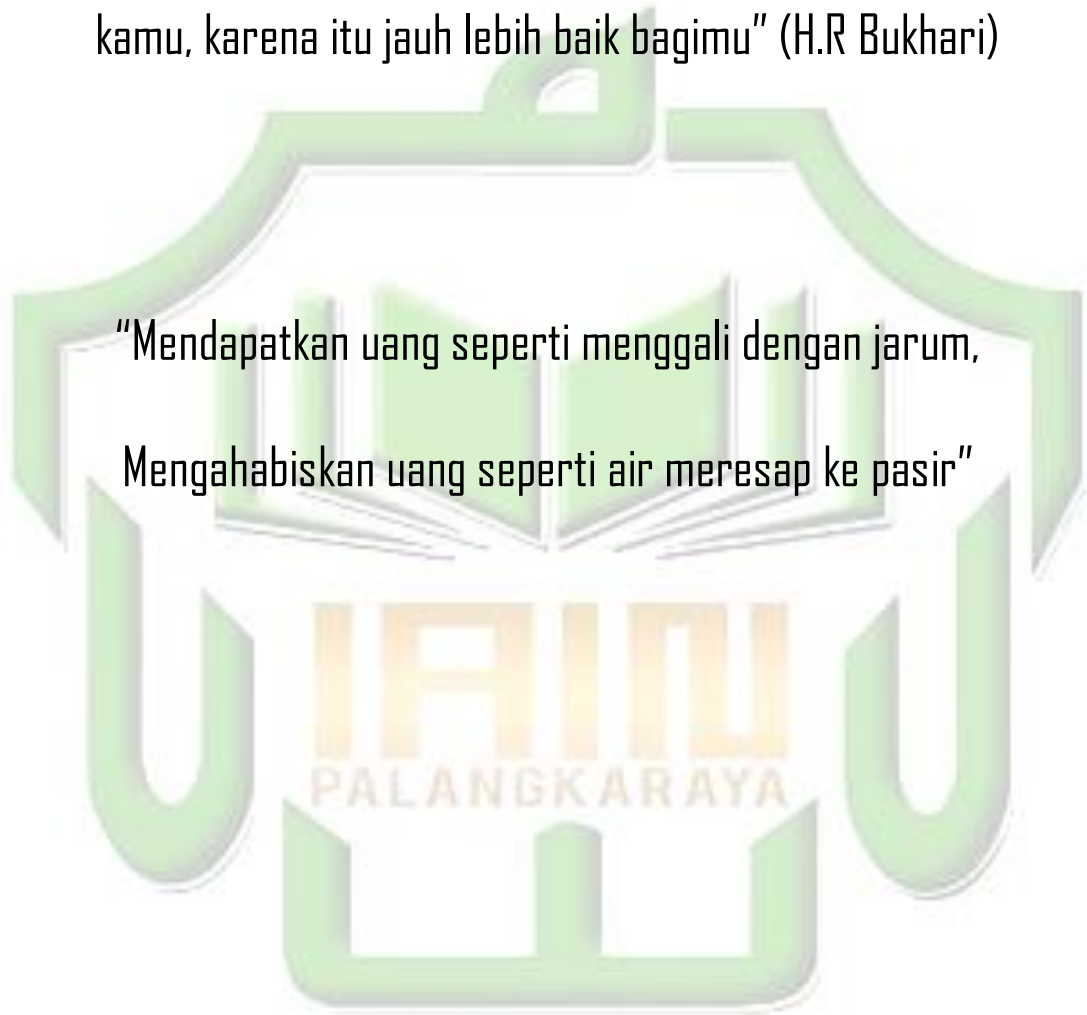 kamu, karena itu jauh lebih baik bagimu” (H.R Bukhari)
“Mendapatkan uang seperti menggali dengan jarum,
Mengahabiskan uang seperti air meresap ke pasir”
IAIN
PALANGKARAYA